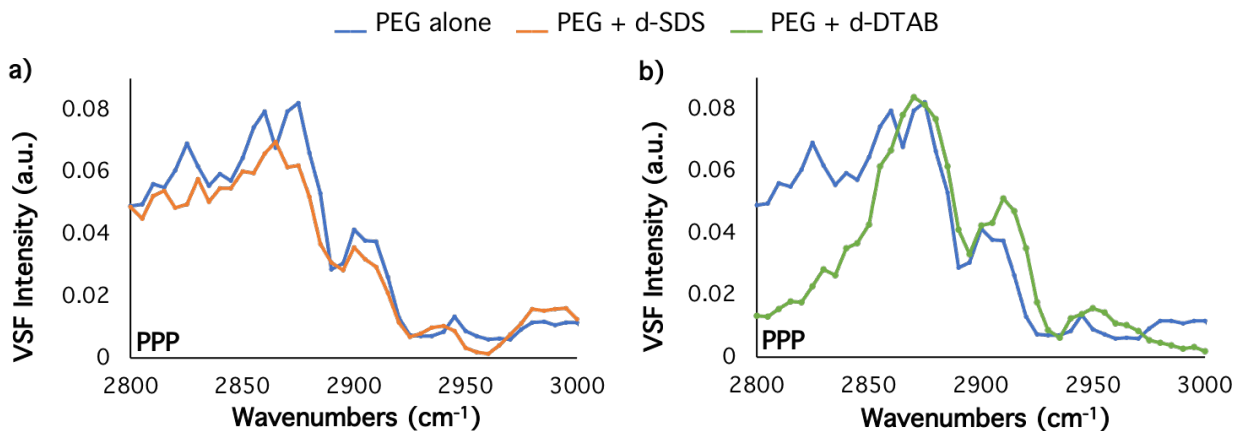 PEG alone PEG + d-SDS PEG + d-DTAB
a)
VSF Intensity (a.u.)
0.08
0.06
0.04
0.02
0
PPP
2800 2850 2900 2950 3000
Wavenumbers (cm-1)
b)
VSF Intensity (a.u.)
0.08
0.06
0.04
0.02
0
PPP
2800 2850 2900 2950 3000
Wavenumbers (cm-1)